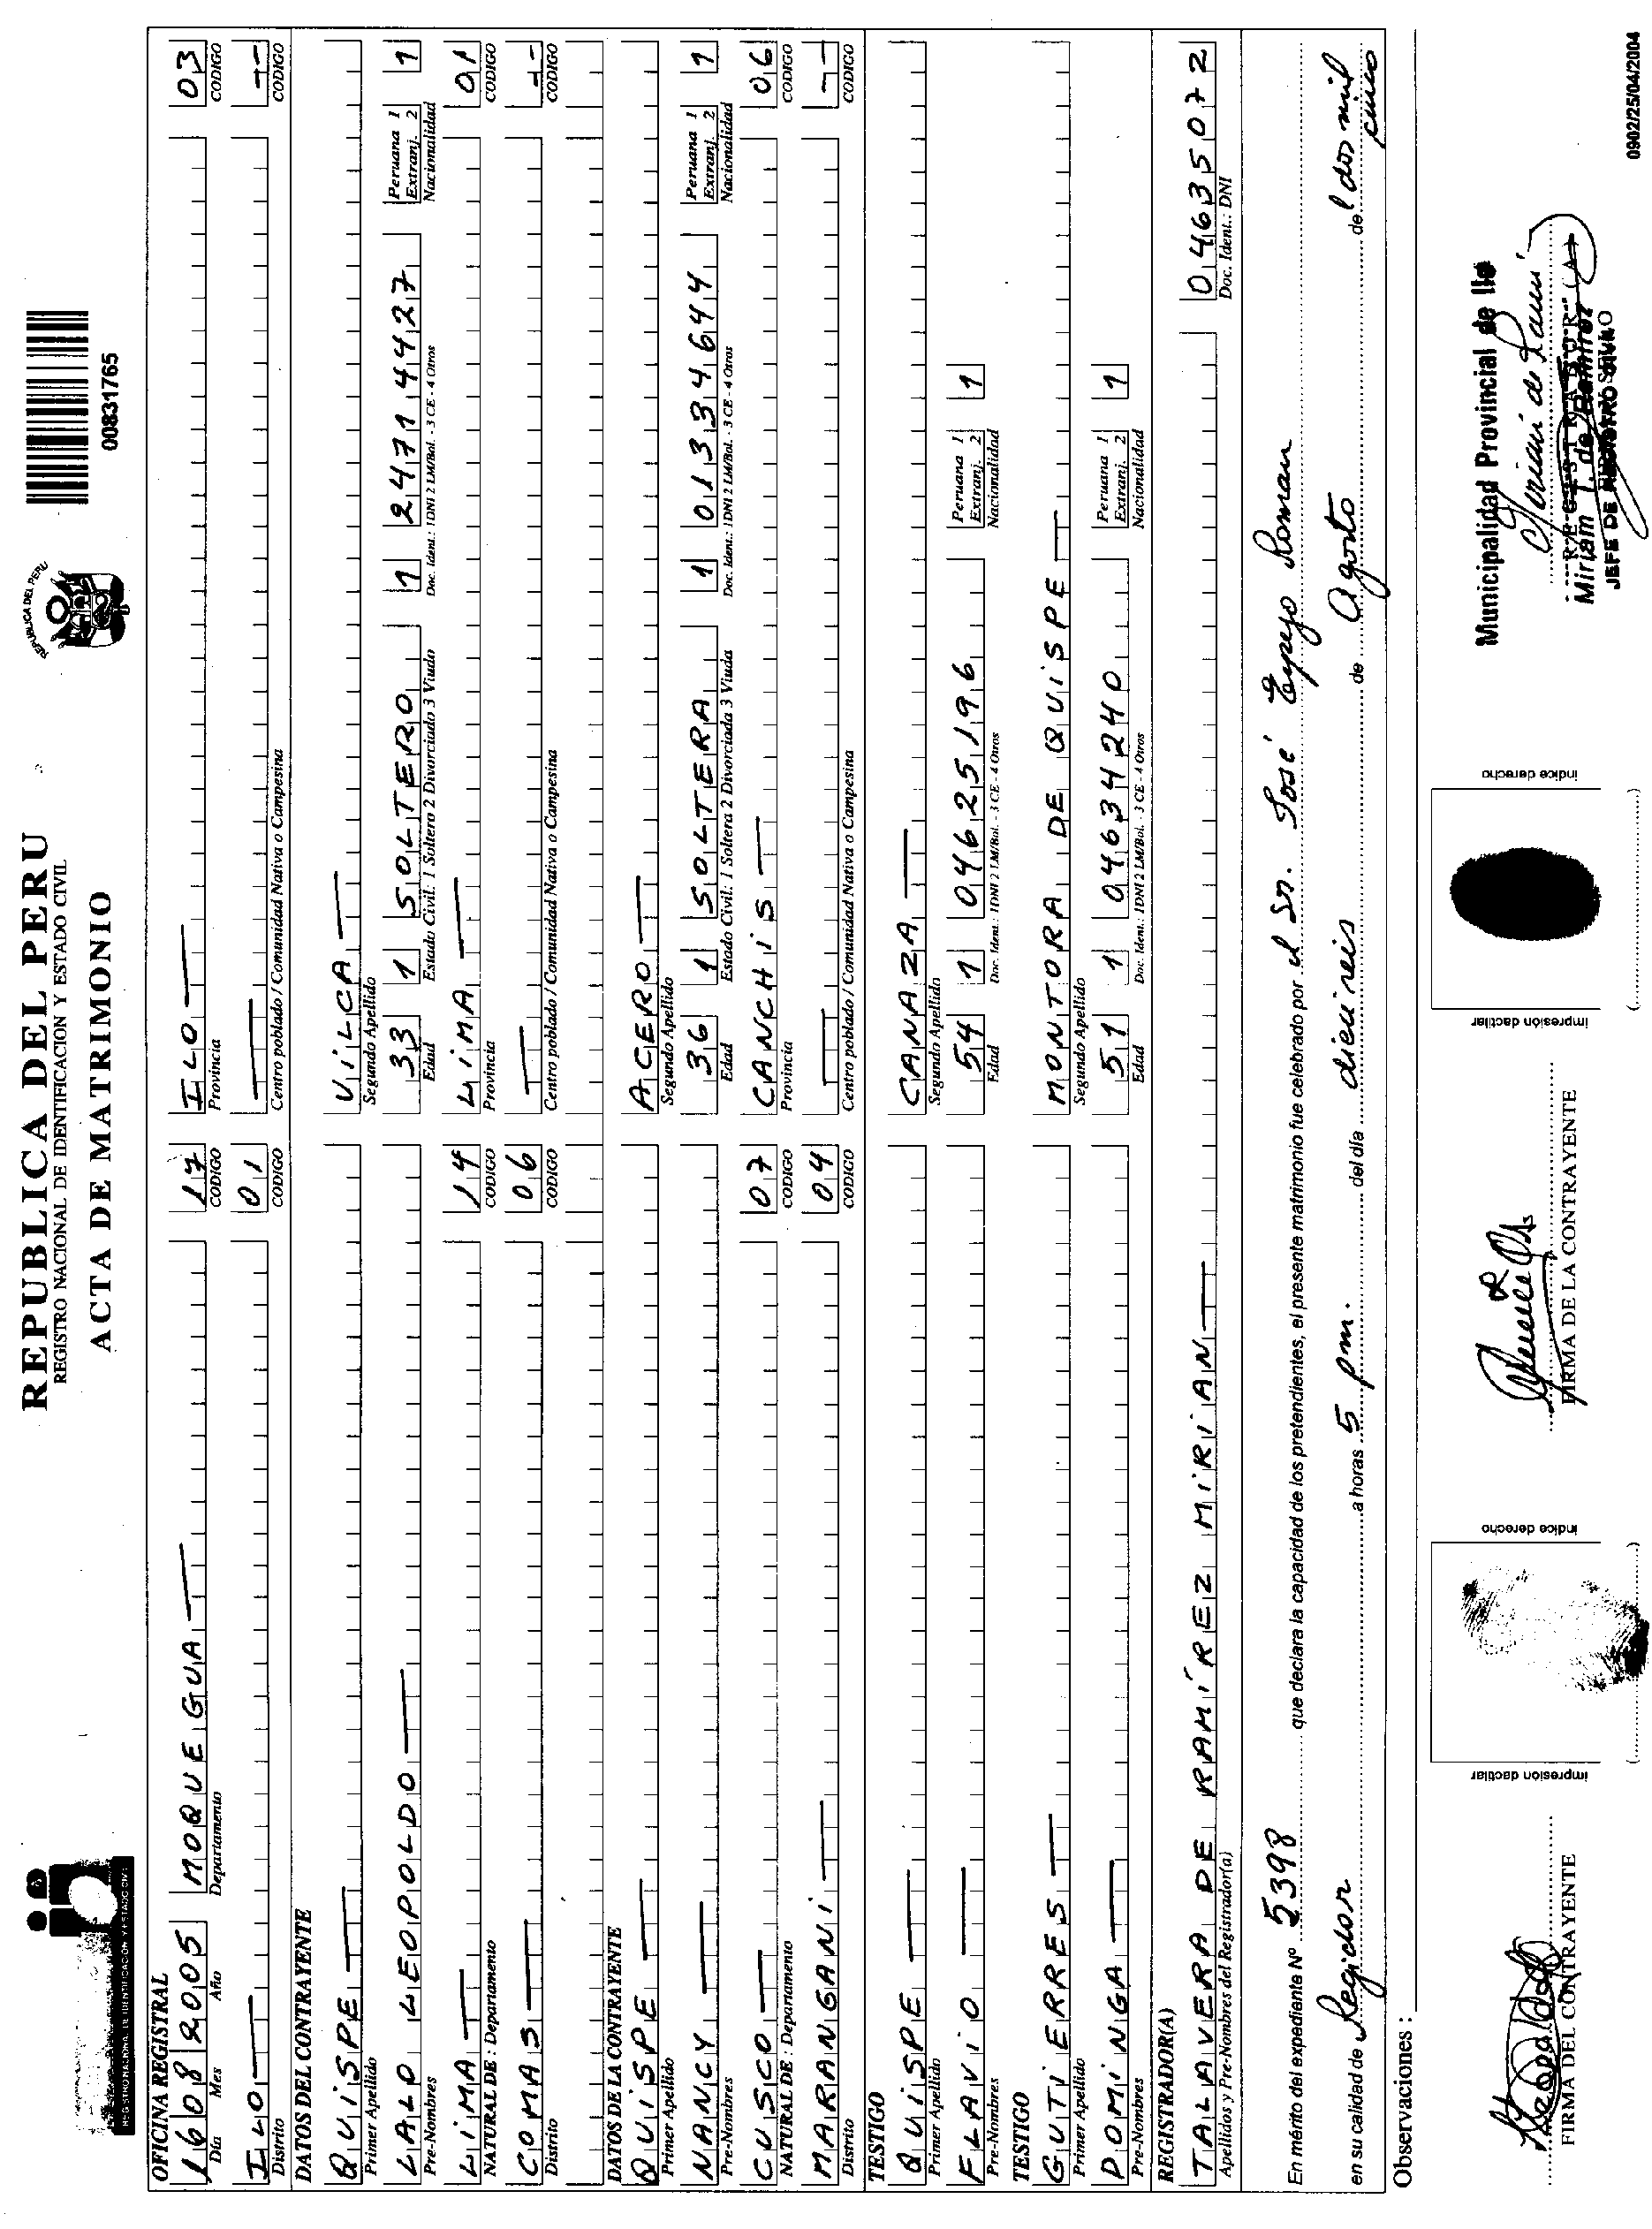 REPUBLICA DEL PERU
REGISTRO NACIONAL DE IDENTIFICACION Y ESTADO CIVIL
ACTA DE MATRIMONIO
REPUBLICA DEL PERU
00831765
REGISTRO NACIONAL DE IDENTIFICACION Y ESTADO CIVIL
OFICINA REGISTRAL
16 08 2005 MOQUEGUA 17 ILO 03
Día Mes Año Departamento CODIGO Provincia CODIGO
ILO 01 --
Distrito CODIGO Centro poblado / Comunidad Nativa o Campesina CODIGO
DATOS DEL CONTRAYENTE
QUISPE VILCA
Primer Apellido Segundo Apellido
LALO LEOPOLDO 33 1 SOLTERO 1 24714427 Peruana 1 Extranj. 2 1
Pre-Nombres Edad Estado Civil: 1 Soltero 2 Divorciado 3 Viudo Doc. Ident.: 1DNI 2 LM/Bol. - 3 CE - 4 Otros Nacionalidad
LIMA 14 LIMA 01
NATURAL DE : Departamento CODIGO Provincia CODIGO
COMAS 06 --
Distrito CODIGO Centro poblado / Comunidad Nativa o Campesina CODIGO
DATOS DE LA CONTRAYENTE
QUISPE ACERO
Primer Apellido Segundo Apellido
NANCY 36 1 SOLTERA 1 01334644 Peruana 1 Extranj. 2 1
Pre-Nombres Edad Estado Civil: 1 Soltera 2 Divorciada 3 Viuda Doc. Ident.: 1DNI 2 LM/Bol. - 3 CE - 4 Otros Nacionalidad
CUSCO 07 CANCHIS 06
NATURAL DE : Departamento CODIGO Provincia CODIGO
MARANGANI 04 --
Distrito CODIGO Centro poblado / Comunidad Nativa o Campesina CODIGO
TESTIGO
QUISPE CANAZA
Primer Apellido Segundo Apellido
FLAVIO 54 1 04625196 Peruana 1 Extranj. 2 1
Pre-Nombres Edad Doc. Ident.: 1DNI 2 LM/Bol. - 3 CE - 4 Otros Nacionalidad
TESTIGO
GUTIERRES MONTORA DE QUISPE
Primer Apellido Segundo Apellido
DOMINGA 51 1 04634240 Peruana 1 Extranj. 2 1
Pre-Nombres Edad Doc. Ident.: 1DNI 2 LM/Bol. - 3 CE - 4 Otros Nacionalidad
REGISTRADOR(A)
TALAVERA DE RAMÍREZ MIRIAN 04635072
Apellidos y Pre-Nombres del Registrador(a) Doc. Ident.: DNI
En mérito del expediente Nº 5398 que declara la capacidad de los pretendientes, el presente matrimonio fue celebrado por el Sr. José Espejo Roman
en su calidad de Regidor a horas 5 pm. del día dieciseis de Agosto de l dos mil cinco
Observaciones :
FIRMA DEL CONTRAYENTE
impresión dactilar
índice derecho
FIRMA DE LA CONTRAYENTE
impresión dactilar
índice derecho
Municipalidad Provincial de Ilo
REGISTRADOR (A)
Miriam T. de Ramírez
JEFE DE REGISTRO CIVIL
0902/25/04/2004